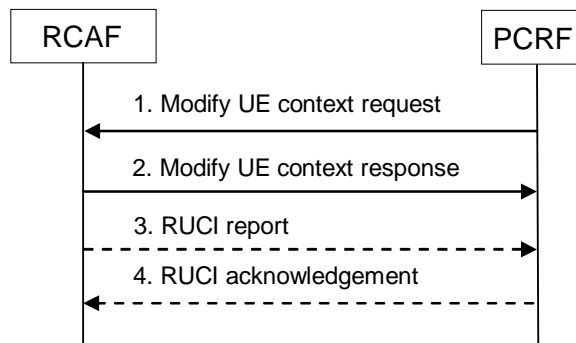 RCAF
PCRF
1. Modify UE context request
2. Modify UE context response
3. RUCI report
4. RUCI acknowledgement